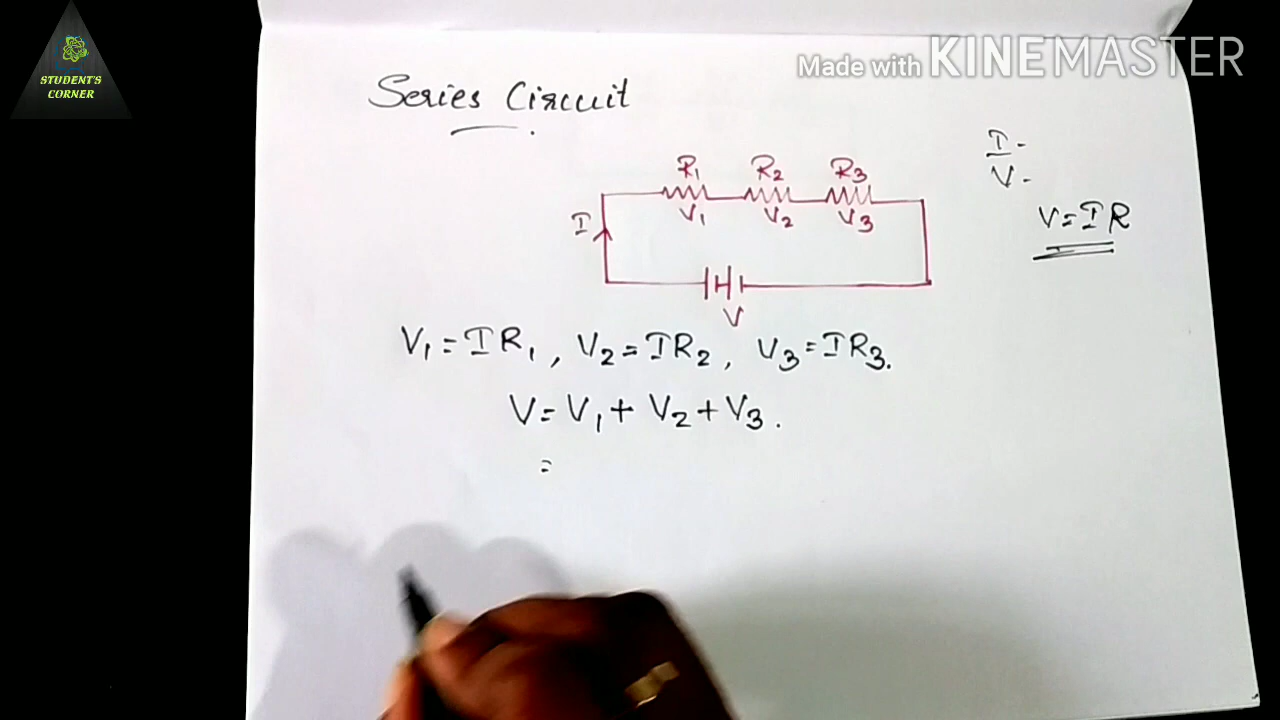 STUDENT'S
CORNER
Made with KINEMASTER
Series Circuit
I-
V-
V=IR
R₁ R₂ R₃
V₁ V₂ V₃
I
V
V₁=IR₁, V₂=IR₂, V₃=IR₃.
V=V₁+V₂+V₃.
=